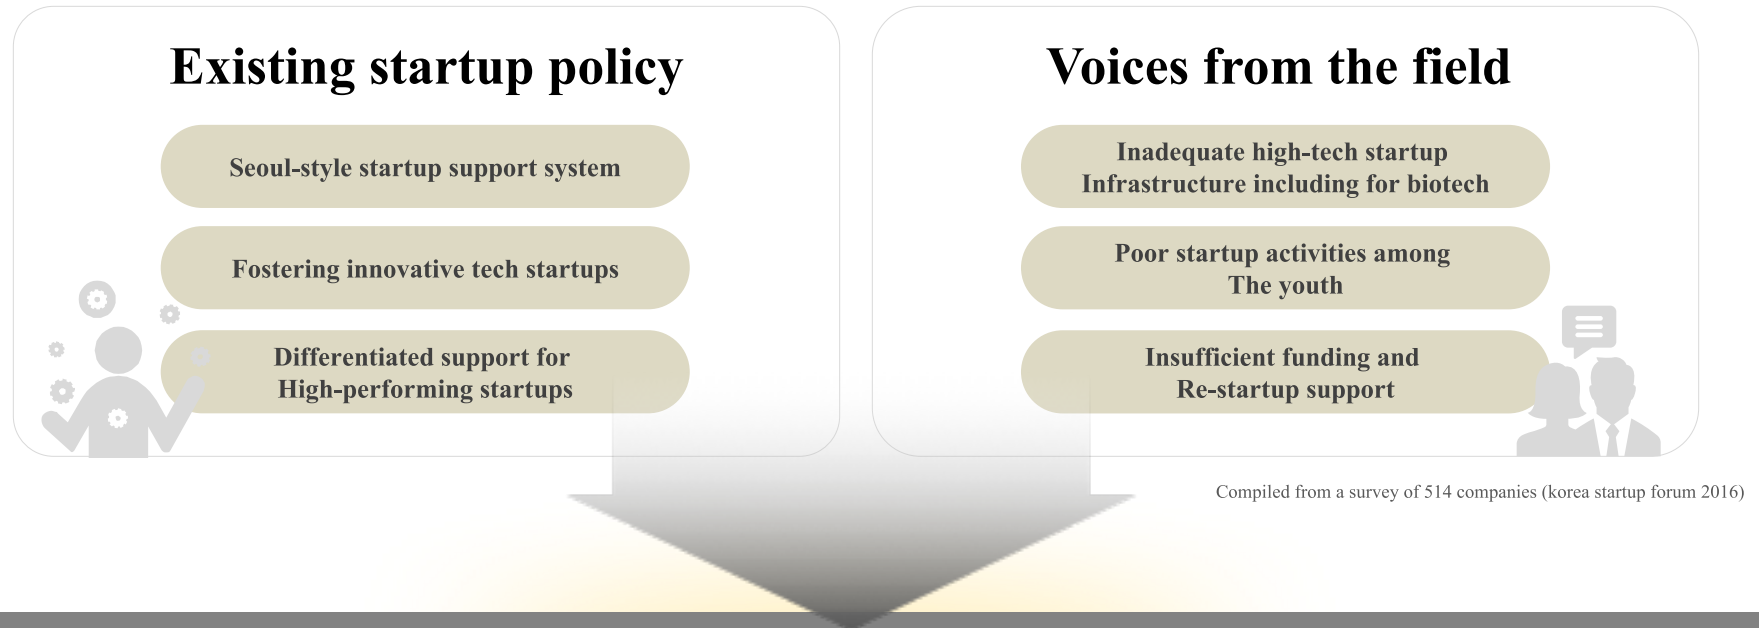 Existing startup policy
Seoul-style startup support system
Fostering innovative tech startups
Differentiated support for
High-performing startups
Voices from the field
Inadequate high-tech startup
Infrastructure including for biotech
Poor startup activities among
The youth
Insufficient funding and
Re-startup support
Compiled from a survey of 514 companies (korea startup forum 2016)